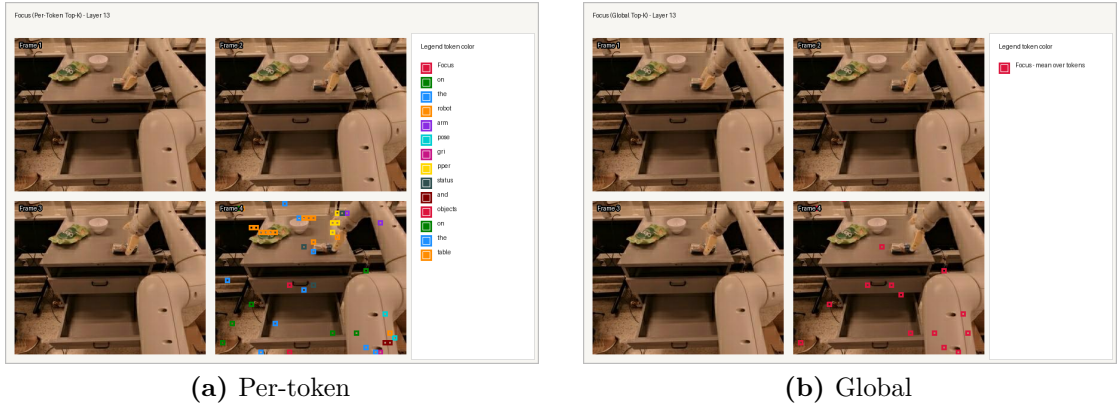 Focus (Per-Token Top-K) - Layer 13
Frame 1
Frame 2
Frame 3
Frame 4
Legend token color
Focus
on
the
robot
arm
pose
gri
pper
status
and
objects
on
the
table
(a) Per-token
Focus (Global Top-K) - Layer 13
Frame 1
Frame 2
Frame 3
Frame 4
Legend token color
Focus - mean over tokens
(b) Global